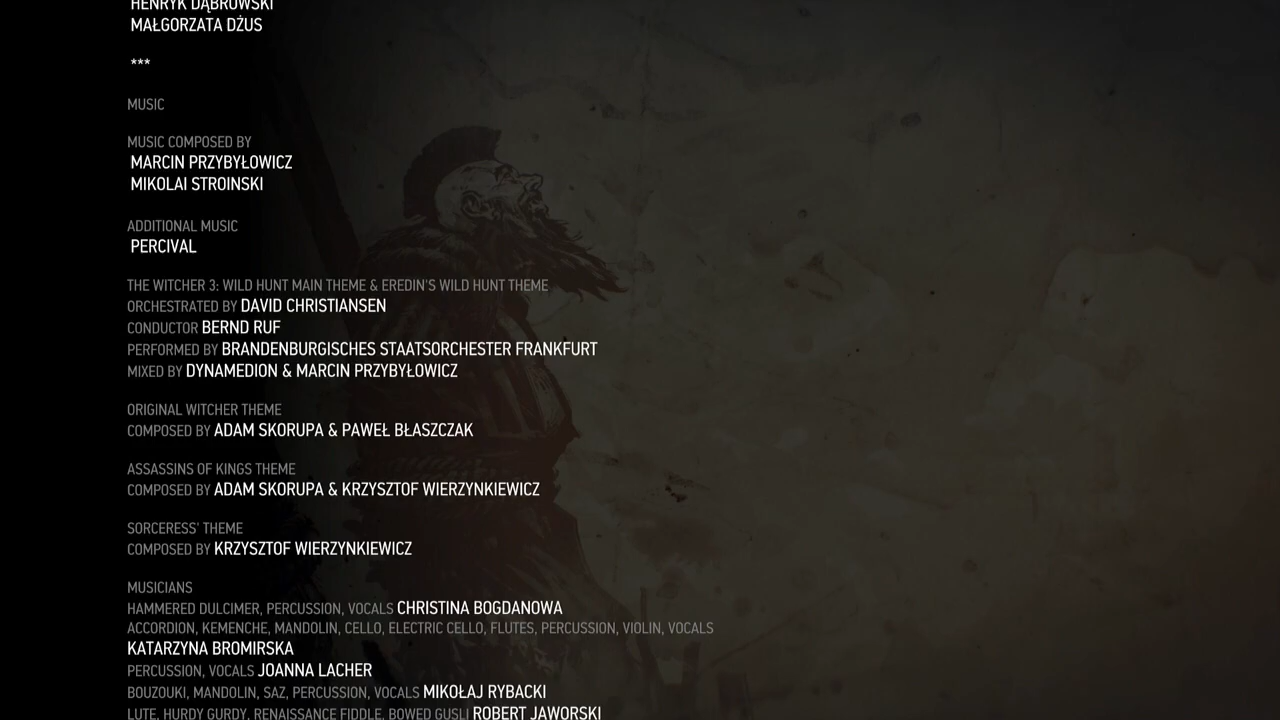 HENRYK DĄBROWSKI
MAŁGORZATA DŻUS
***
MUSIC
MUSIC COMPOSED BY
MARCIN PRZYBYŁOWICZ
MIKOLAI STROINSKI
ADDITIONAL MUSIC
PERCIVAL
THE WITCHER 3: WILD HUNT MAIN THEME & EREDIN'S WILD HUNT THEME
ORCHESTRATED BY DAVID CHRISTIANSEN
CONDUCTOR BERND RUF
PERFORMED BY BRANDENBURGISCHES STAATSORCHESTER FRANKFURT
MIXED BY DYNAMEDION & MARCIN PRZYBYŁOWICZ
ORIGINAL WITCHER THEME
COMPOSED BY ADAM SKORUPA & PAWEŁ BŁASZCZAK
ASSASSINS OF KINGS THEME
COMPOSED BY ADAM SKORUPA & KRZYSZTOF WIERZYNKIEWICZ
SORCERESS' THEME
COMPOSED BY KRZYSZTOF WIERZYNKIEWICZ
MUSICIANS
HAMMERED DULCIMER, PERCUSSION, VOCALS CHRISTINA BOGDANOWA
ACCORDION, KEMENCHE, MANDOLIN, CELLO, ELECTRIC CELLO, FLUTES, PERCUSSION, VIOLIN, VOCALS
KATARZYNA BROMIRSKA
PERCUSSION, VOCALS JOANNA LACHER
BOUZOUKI, MANDOLIN, SAZ, PERCUSSION, VOCALS MIKOŁAJ RYBACKI
LUTE, HURDY GURDY, RENAISSANCE FIDDLE, BOWED GUSLI ROBERT JAWORSKI